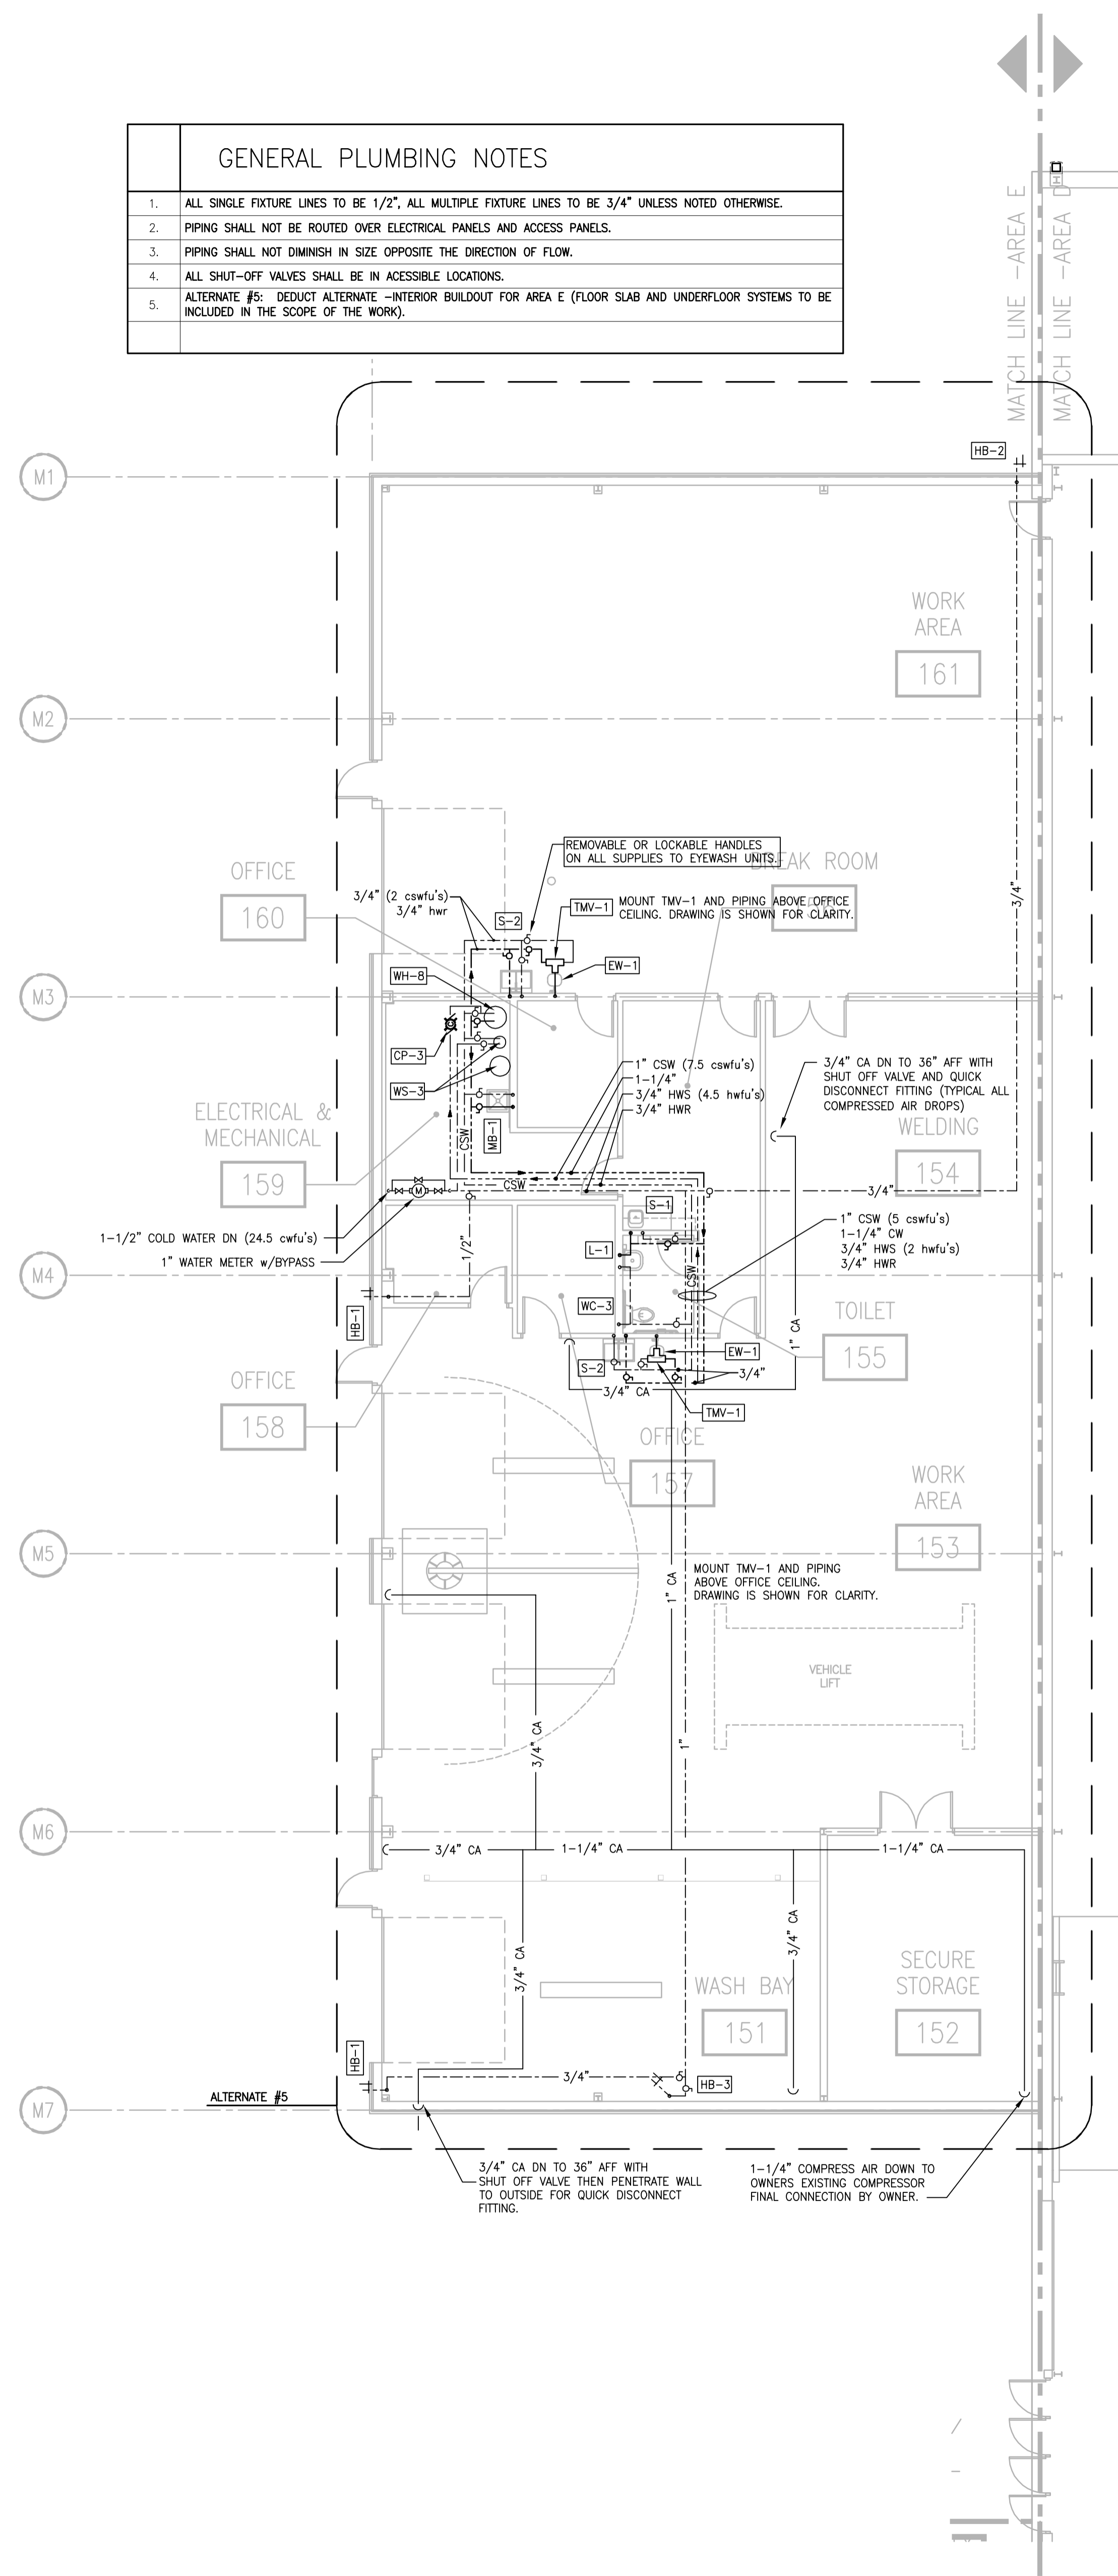 GENERAL PLUMBING NOTES
1. ALL SINGLE FIXTURE LINES TO BE 1/2", ALL MULTIPLE FIXTURE LINES TO BE 3/4" UNLESS NOTED OTHERWISE.
2. PIPING SHALL NOT BE ROUTED OVER ELECTRICAL PANELS AND ACCESS PANELS.
3. PIPING SHALL NOT DIMINISH IN SIZE OPPOSITE THE DIRECTION OF FLOW.
4. ALL SHUT-OFF VALVES SHALL BE IN ACESSIBLE LOCATIONS.
5. ALTERNATE #5: DEDUCT ALTERNATE -INTERIOR BUILDOUT FOR AREA E (FLOOR SLAB AND UNDERFLOOR SYSTEMS TO BE
INCLUDED IN THE SCOPE OF THE WORK).
MATCH LINE -AREA E
MATCH LINE -AREA D
HB-2
M1
WORK
AREA
161
M2
REMOVABLE OR LOCKABLE HANDLES
ON ALL SUPPLIES TO EYEWASH UNITS.
BREAK ROOM
OFFICE
160
3/4" (2 cswfu's)
3/4" hwr
S-2
TMV-1
MOUNT TMV-1 AND PIPING ABOVE OFFICE
CEILING. DRAWING IS SHOWN FOR CLARITY.
3/4"
EW-1
WH-8
M3
CP-3
WS-3
1" CSW (7.5 cswfu's)
1-1/4"
3/4" HWS (4.5 hwfu's)
3/4" HWR
3/4" CA DN TO 36" AFF WITH
SHUT OFF VALVE AND QUICK
DISCONNECT FITTING (TYPICAL ALL
COMPRESSED AIR DROPS)
ELECTRICAL &
MECHANICAL
159
CSW
MB-1
WELDING
154
CSW
M
3/4"
S-1
1-1/2" COLD WATER DN (24.5 cwfu's)
1" WATER METER w/BYPASS
1/2"
L-1
1" CSW (5 cswfu's)
1-1/4" CW
3/4" HWS (2 hwfu's)
3/4" HWR
M4
CSW
HB-1
WC-3
TOILET
155
1" CA
EW-1
S-2
3/4"
3/4" CA
TMV-1
OFFICE
158
OFFICE
157
WORK
AREA
153
M5
MOUNT TMV-1 AND PIPING
ABOVE OFFICE CEILING.
DRAWING IS SHOWN FOR CLARITY.
1" CA
VEHICLE
LIFT
3/4" CA
1"
M6
3/4" CA
1-1/4" CA
1-1/4" CA
3/4" CA
3/4" CA
WASH BAY
151
SECURE
STORAGE
152
HB-1
3/4"
HB-3
ALTERNATE #5
M7
3/4" CA DN TO 36" AFF WITH
SHUT OFF VALVE THEN PENETRATE WALL
TO OUTSIDE FOR QUICK DISCONNECT
FITTING.
1-1/4" COMPRESS AIR DOWN TO
OWNERS EXISTING COMPRESSOR
FINAL CONNECTION BY OWNER.